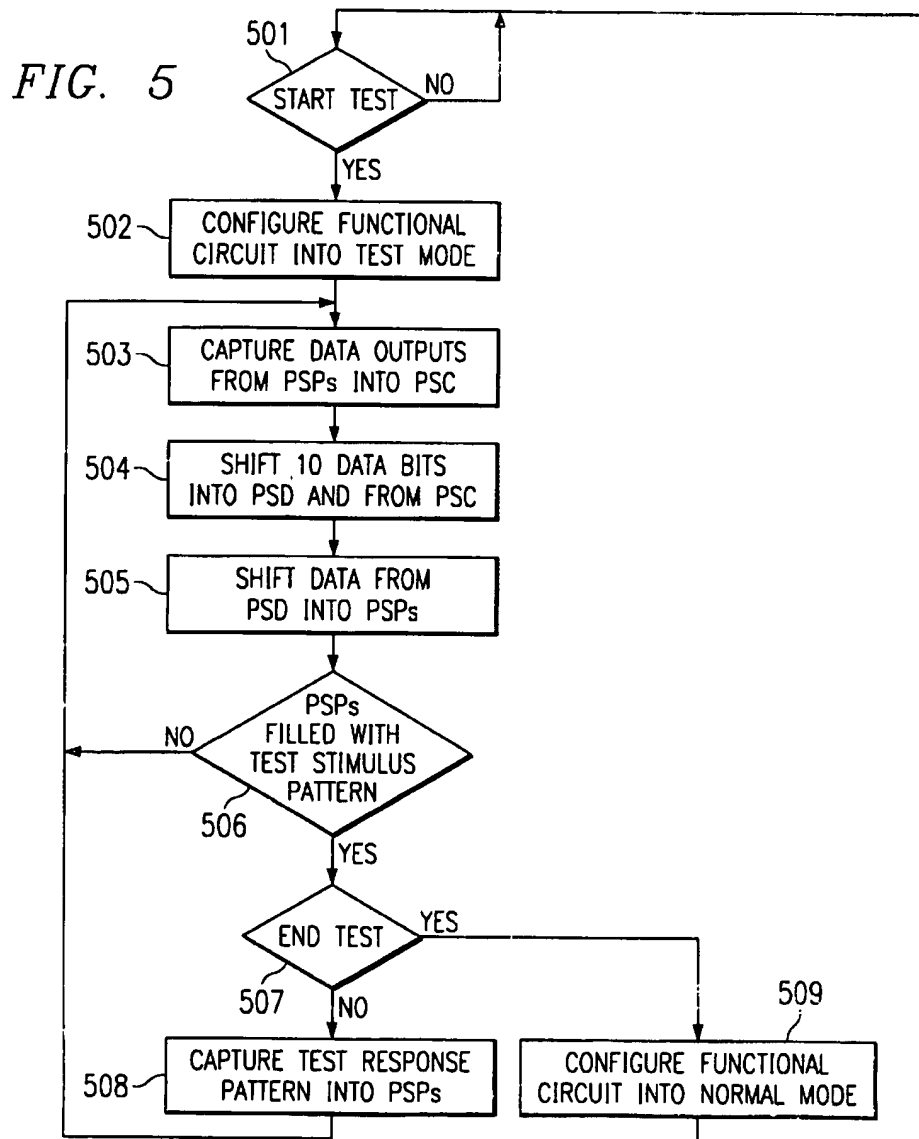 FIG. 5
501
START TEST
NO
YES
502
CONFIGURE FUNCTIONAL
CIRCUIT INTO TEST MODE
503
CAPTURE DATA OUTPUTS
FROM PSPs INTO PSC
504
SHIFT 10 DATA BITS
INTO PSD AND FROM PSC
505
SHIFT DATA FROM
PSD INTO PSPs
PSPs
FILLED WITH
TEST STIMULUS
PATTERN
NO
506
YES
END TEST
YES
507
NO
508
CAPTURE TEST RESPONSE
PATTERN INTO PSPs
509
CONFIGURE FUNCTIONAL
CIRCUIT INTO NORMAL MODE